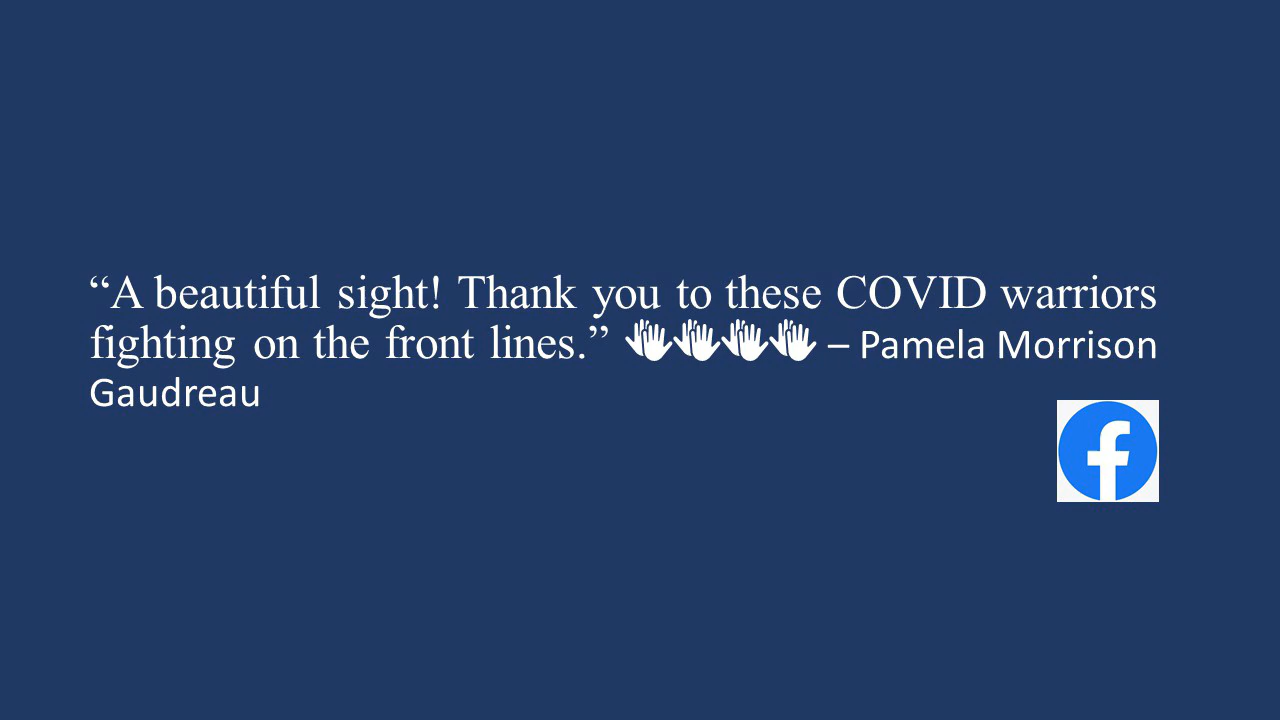 “A beautiful sight! Thank you to these COVID warriors
fighting on the front lines.” 👏👏👏👏 – Pamela Morrison
Gaudreau